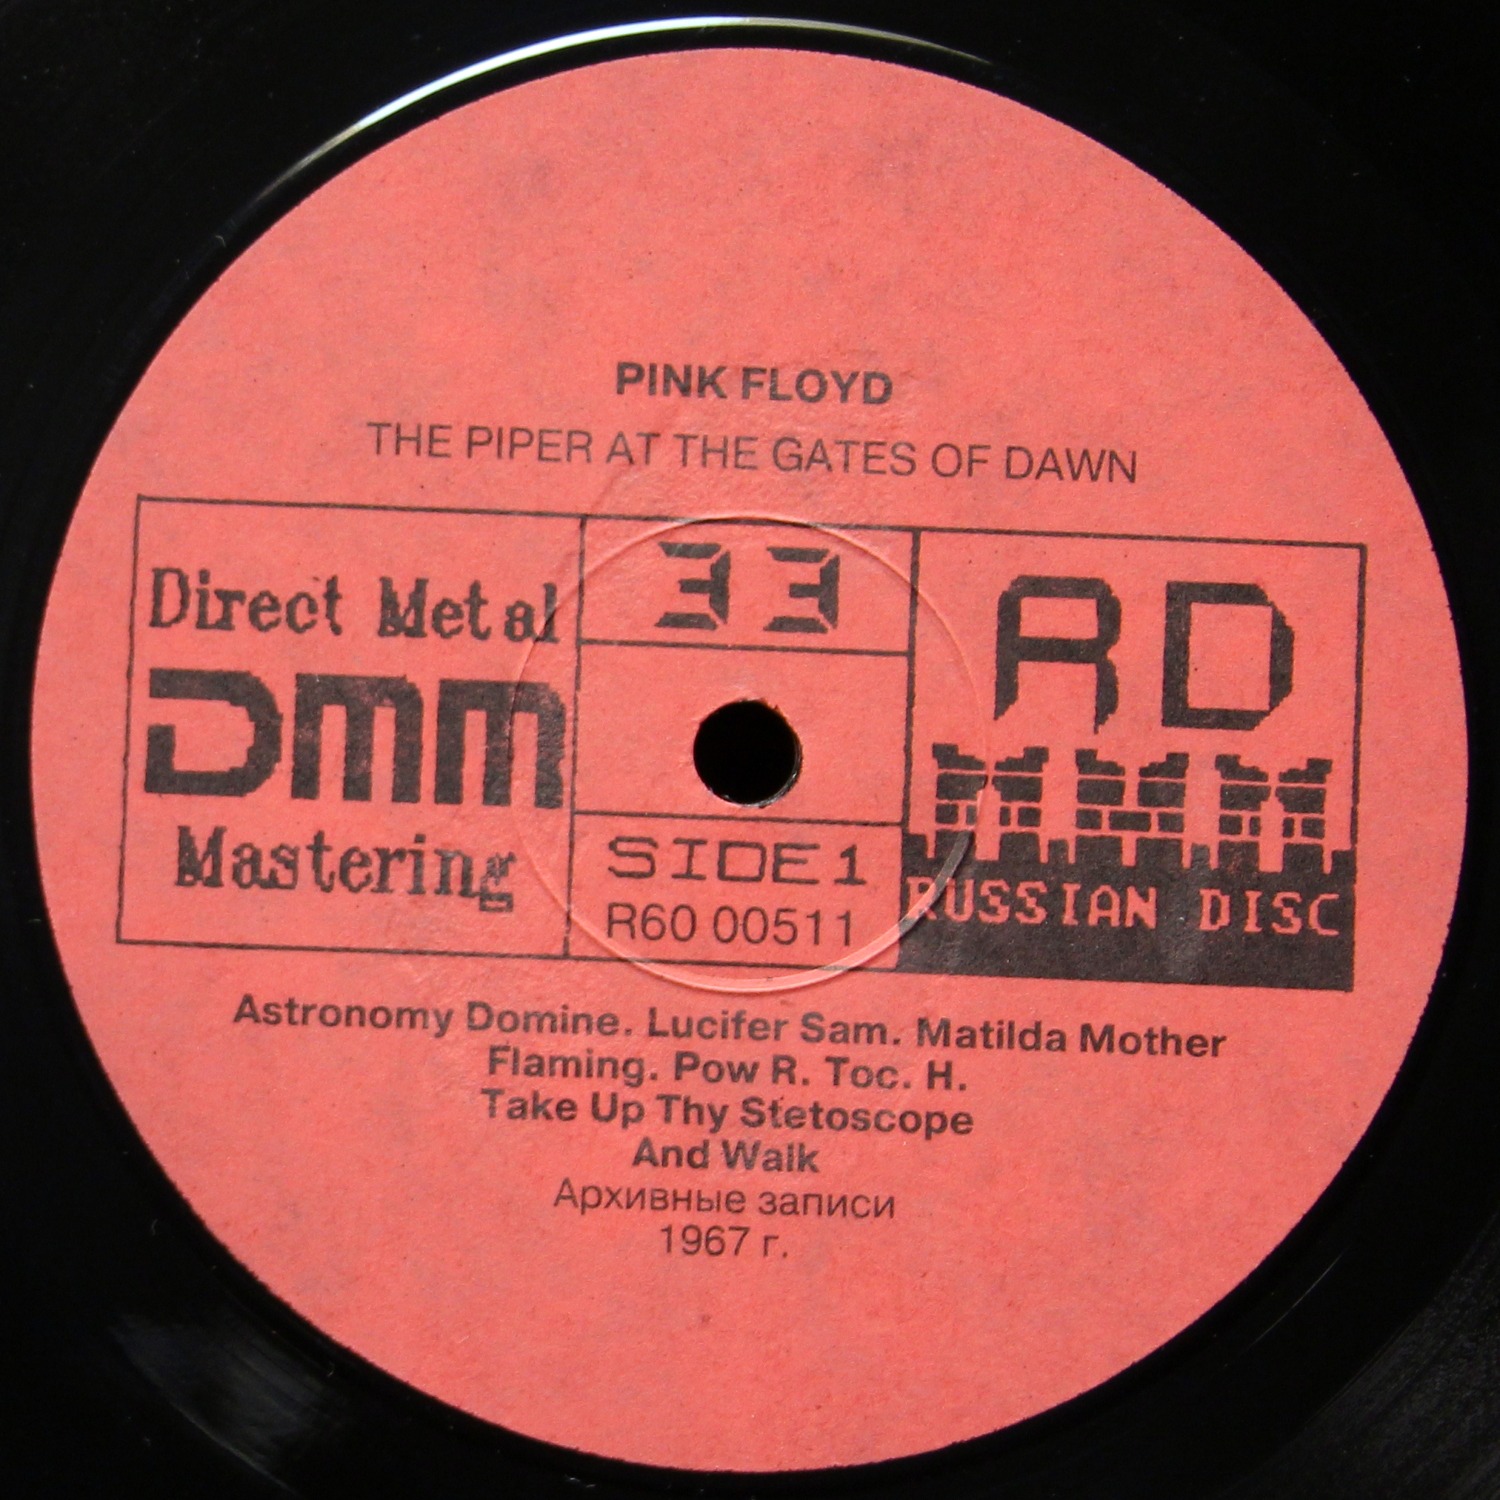 PINK FLOYD
THE PIPER AT THE GATES OF DAWN
Direct Metal
DMM
Mastering
33
SIDE 1
R60 00511
RD
RUSSIAN DISC
Astronomy Domine. Lucifer Sam. Matilda Mother
Flaming. Pow R. Toc. H.
Take Up Thy Stetoscope
And Walk
Архивные записи
1967 г.